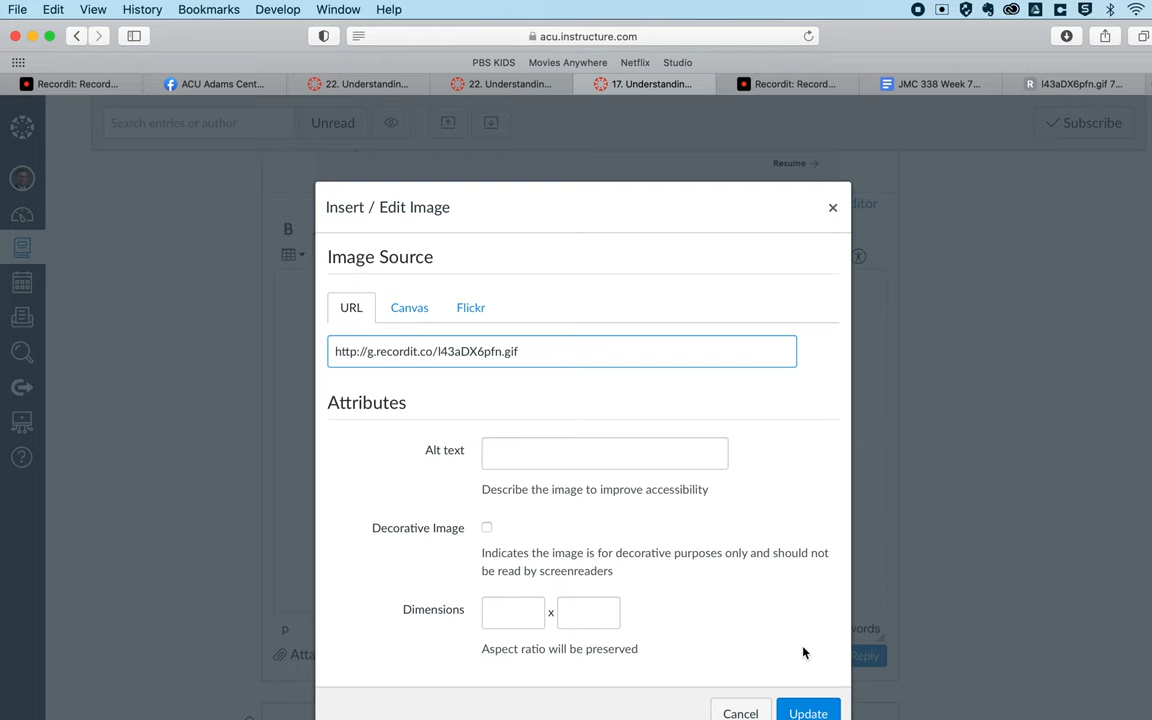 File Edit View History Bookmarks Develop Window Help
acu.instructure.com
PBS KIDS Movies Anywhere Netflix Studio
Recordit: Record... ACU Adams Cent... 22. Understandin... 22. Understandin... 17. Understandin... Recordit: Record... JMC 338 Week 7... R l43aDX6pfn.gif 7...
Search entries or author Unread Subscribe
Resume →
Insert / Edit Image ×
ditor
B
Image Source
URL Canvas Flickr
http://g.recordit.co/l43aDX6pfn.gif
Attributes
Alt text
Describe the image to improve accessibility
Decorative Image
Indicates the image is for decorative purposes only and should not
be read by screenreaders
Dimensions x
p words
Aspect ratio will be preserved
Atta Reply
Cancel Update